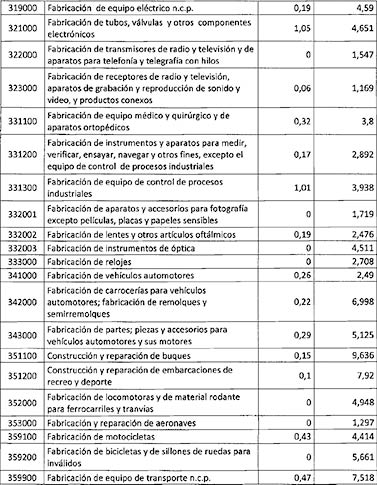 319000 Fabricación de equipo eléctrico n.c.p. 0,19 4,59
321000 Fabricación de tubos, válvulas y otros componentes
electrónicos 1,05 4,651
322000 Fabricación de transmisores de radio y televisión y de
aparatos para telefonía y telegrafía con hilos 0 1,547
323000 Fabricación de receptores de radio y televisión,
aparatos de grabación y reproducción de sonido y
video, y productos conexos 0,06 1,169
331100 Fabricación de equipo médico y quirúrgico y de
aparatos ortopédicos 0,32 3,8
331200 Fabricación de instrumentos y aparatos para medir,
verificar, ensayar, navegar y otros fines, excepto el
equipo de control de procesos industriales 0,17 2,892
331300 Fabricación de equipo de control de procesos
industriales 1,01 3,938
332001 Fabricación de aparatos y accesorios para fotografía
excepto películas, placas y papeles sensibles 0 1,719
332002 Fabricación de lentes y otros artículos oftálmicos 0,19 2,476
332003 Fabricación de instrumentos de óptica 0 4,511
333000 Fabricación de relojes 0 2,708
341000 Fabricación de vehículos automotores 0,26 2,49
342000 Fabricación de carrocerías para vehículos
automotores; fabricación de remolques y
semirremolques 0,22 6,998
343000 Fabricación de partes; piezas y accesorios para
vehículos automotores y sus motores 0,29 5,125
351100 Construcción y reparación de buques 0,15 9,636
351200 Construcción y reparación de embarcaciones de
recreo y deporte 0,1 7,92
352000 Fabricación de locomotoras y de material rodante
para ferrocarriles y tranvías 0 4,948
353000 Fabricación y reparación de aeronaves 0 1,297
359100 Fabricación de motocicletas 0,43 4,414
359200 Fabricación de bicicletas y de sillones de ruedas para
inválidos 0 5,661
359900 Fabricación de equipo de transporte n.c.p. 0,47 7,518